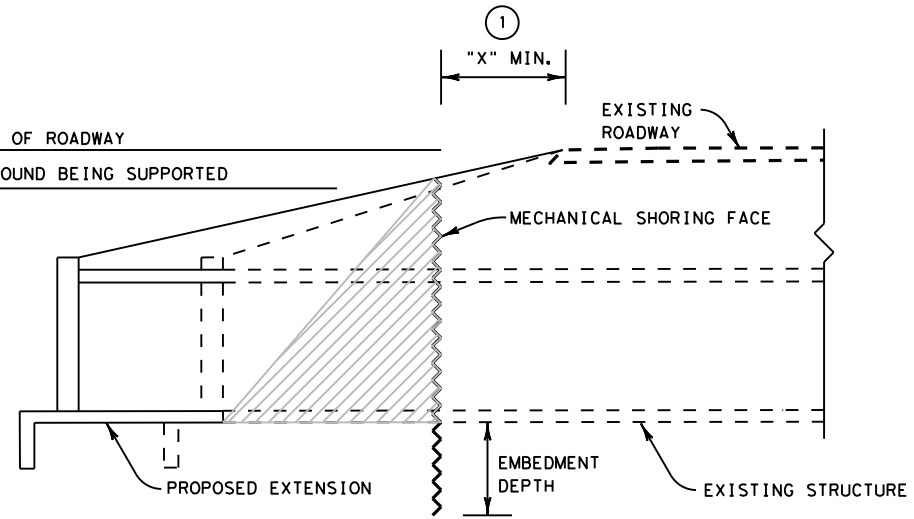 1
"X" MIN.
EXISTING
ROADWAY
OF ROADWAY
OUND BEING SUPPORTED
MECHANICAL SHORING FACE
EMBEDMENT
DEPTH
PROPOSED EXTENSION
EXISTING STRUCTURE